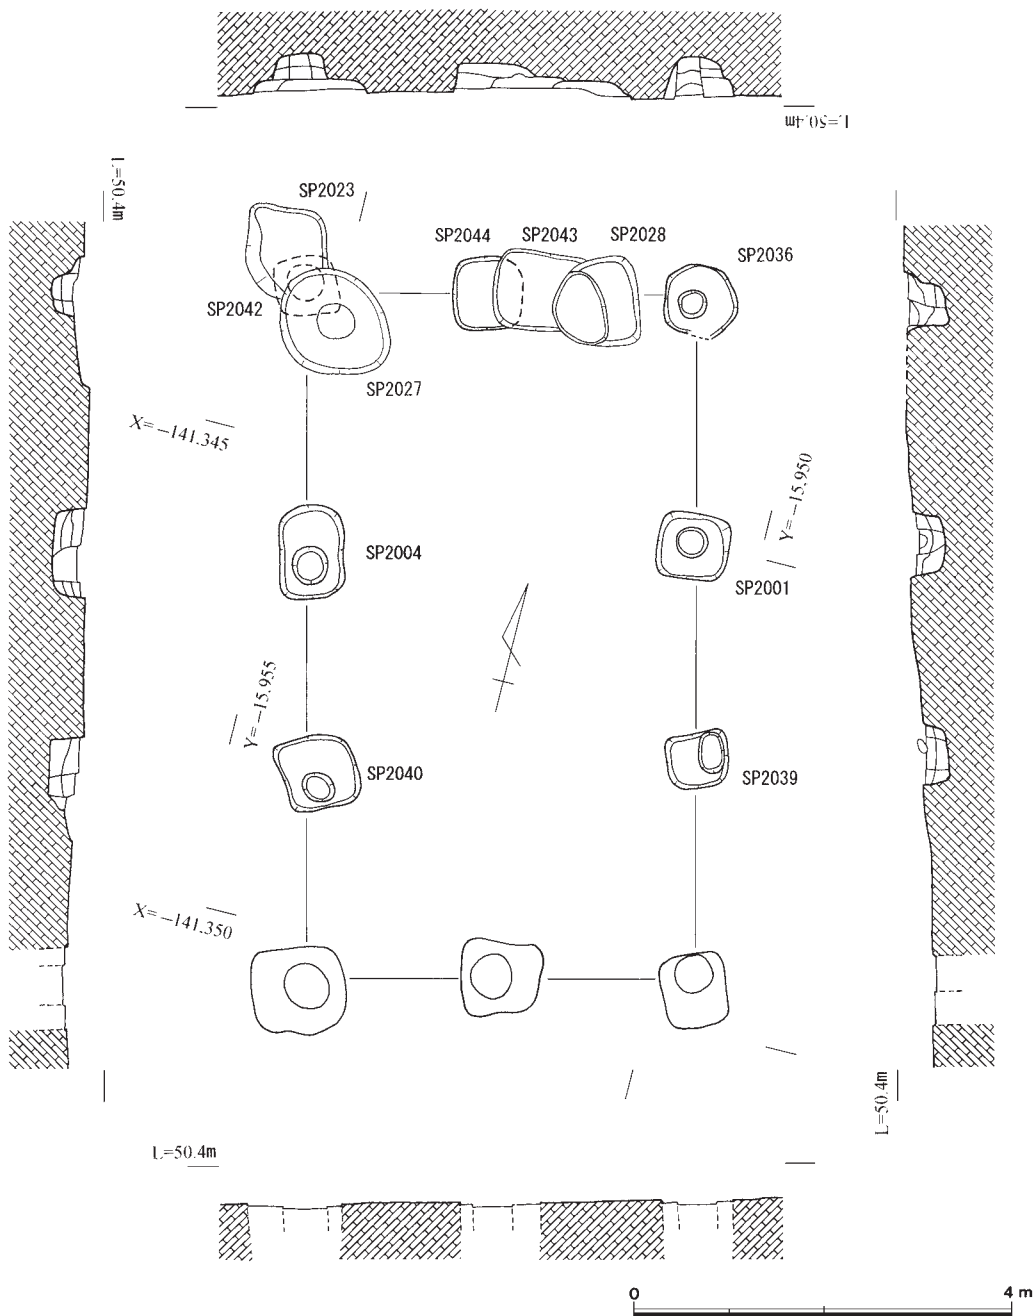 L=50.4m
L=50.4m
SP2023
SP2044
SP2043
SP2028
SP2036
SP2042
SP2027
X=−141.345
Y=−15.950
SP2004
SP2001
Y=−15.955
SP2040
SP2039
X=−141.350
L=50.4m
L=50.4m
0
4 m